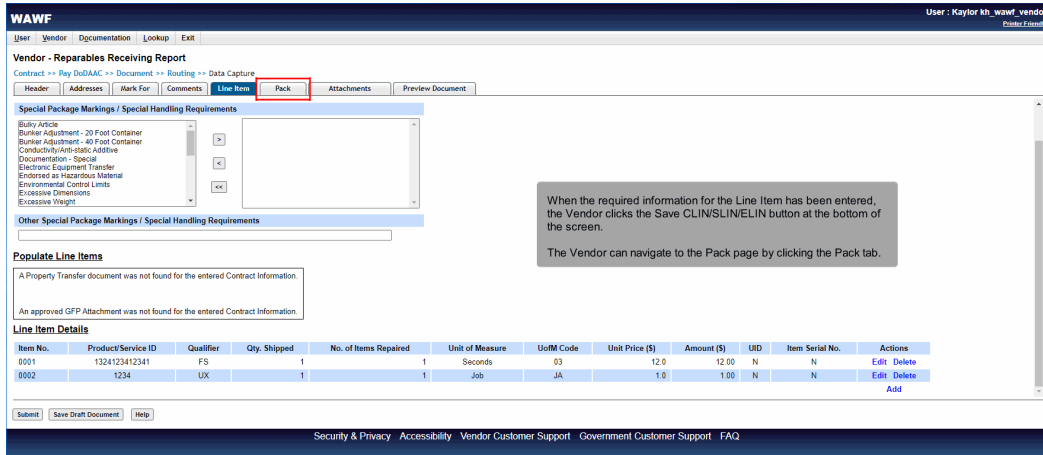 WAWF
User : Kaylor kh_wawf_vendo
Printer Friend
User Vendor Documentation Lookup Exit
Vendor - Reparables Receiving Report
Contract >> Pay DoDAAC >> Document >> Routing >> Data Capture
Header Addresses Mark For Comments Line Item Pack Attachments Preview Document
Special Package Markings / Special Handling Requirements
Bulky Article
Bunker Adjustment - 20 Foot Container
Bunker Adjustment - 40 Foot Container
Conductivity/Anti-static Additive
Documentation - Special
Electronic Equipment Transfer
Endorsed as Hazardous Material
Environmental Control Limits
Excessive Dimensions
Excessive Weight
>
<
<<
When the required information for the Line Item has been entered,
the Vendor clicks the Save CLIN/SLIN/ELIN button at the bottom of
the screen.
The Vendor can navigate to the Pack page by clicking the Pack tab.
Other Special Package Markings / Special Handling Requirements
Populate Line Items
A Property Transfer document was not found for the entered Contract Information.
An approved GFP Attachment was not found for the entered Contract Information.
Line Item Details
Item No. Product/Service ID Qualifier Qty. Shipped No. of Items Repaired Unit of Measure UofM Code Unit Price ($) Amount ($) UID Item Serial No. Actions
0001 1324123412341 FS 1 1 Seconds 03 12.0 12.00 N N Edit Delete
0002 1234 UX 1 1 Job JA 1.0 1.00 N N Edit Delete
Add
Submit Save Draft Document Help
Security & Privacy Accessibility Vendor Customer Support Government Customer Support FAQ